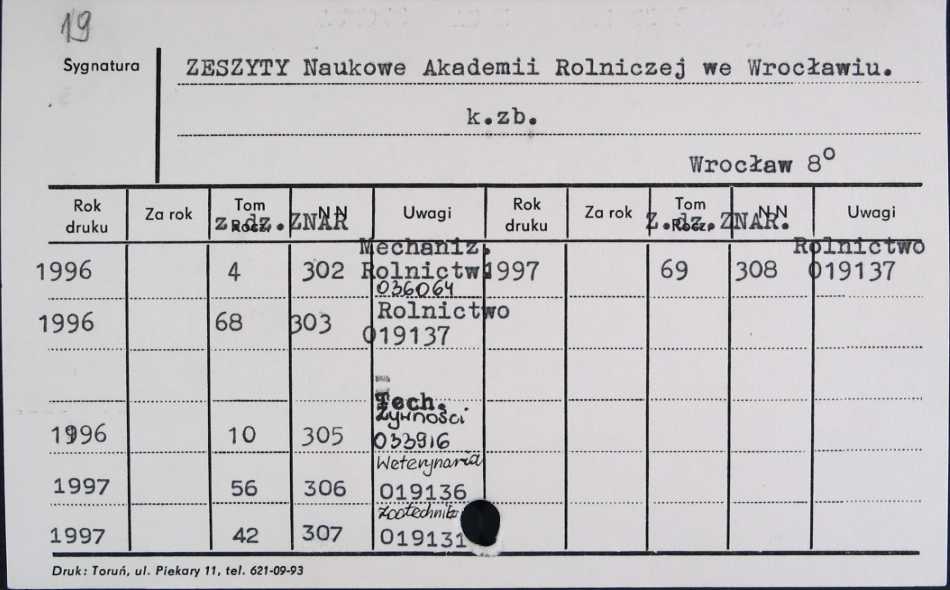 19
Sygnatura
ZESZYTY Naukowe Akademii Rolniczej we Wrocławiu.
k.zb.
Wrocław 8°
Rok druku Za rok Tom Rocz. NN Uwagi Rok druku Za rok Tom Rocz. NN Uwagi
z.dz. ZNAR Z.dz. ZNAR.
1996 4 302 Mechaniz. Rolnictw. 036064 1997 69 308 Rolnictwo 019137
1996 68 303 Rolnictwo 019137
1996 10 305 Tech. Żywności 033916
1997 56 306 Weterynaria 019136
1997 42 307 Zootechnika 019131
Druk: Toruń, ul. Piekary 11, tel. 621-09-93